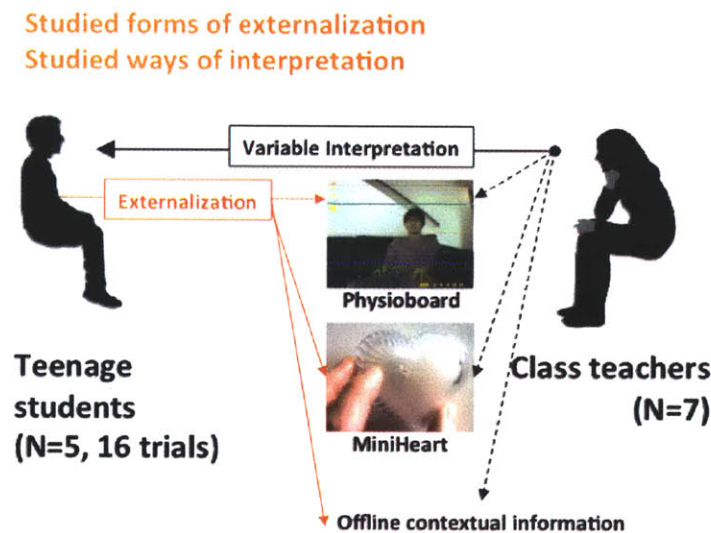 Studied forms of externalization
Studied ways of interpretation
Variable Interpretation
Externalization
Physioboard
Teenage
students
(N=5, 16 trials)
Class teachers
(N=7)
MiniHeart
Offline contextual information